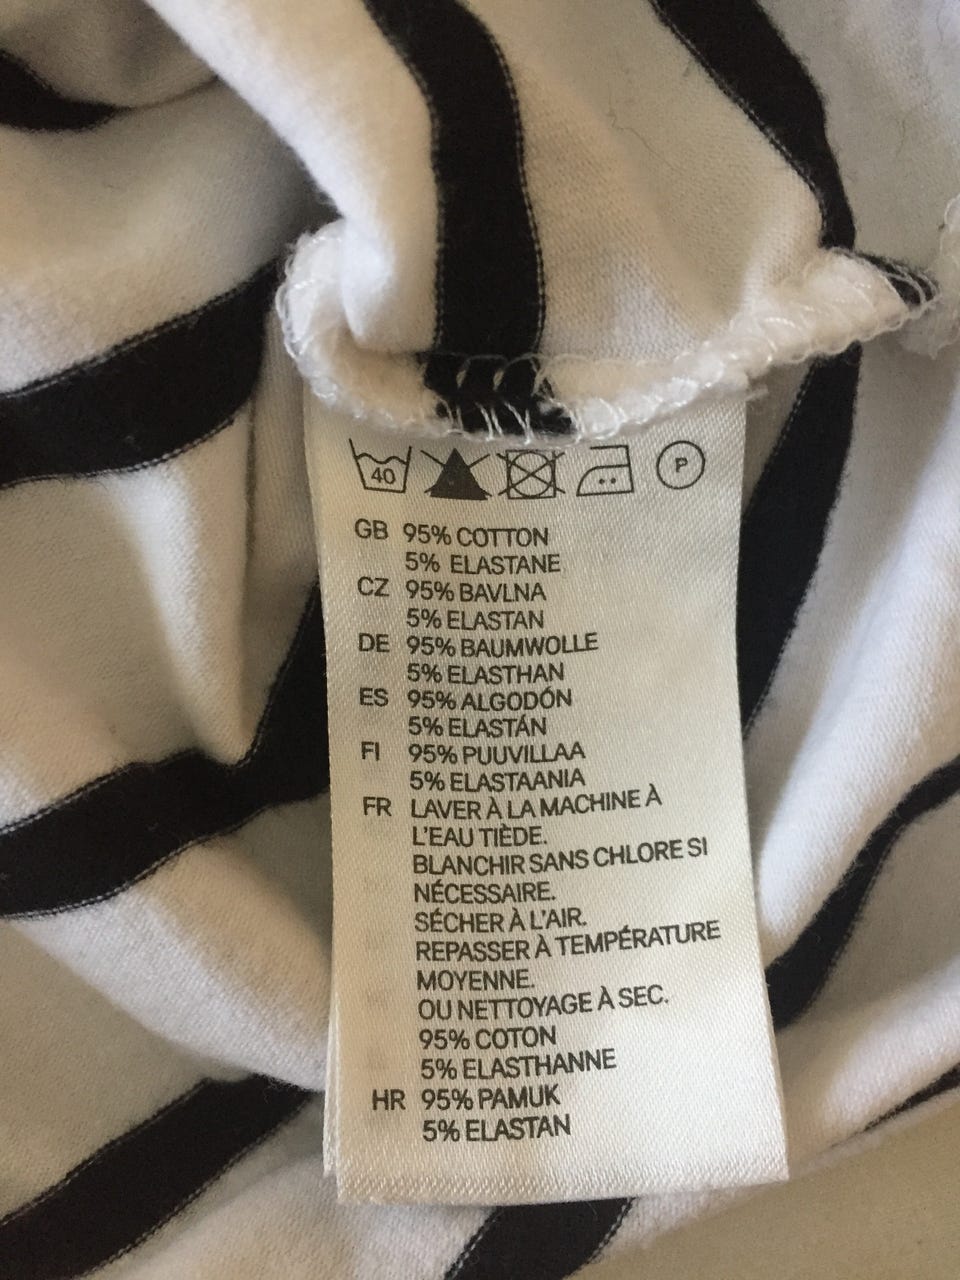 40 P
GB 95% COTTON
5% ELASTANE
CZ 95% BAVLNA
5% ELASTAN
DE 95% BAUMWOLLE
5% ELASTHAN
ES 95% ALGODÓN
5% ELASTÁN
FI 95% PUUVILLAA
5% ELASTAANIA
FR LAVER À LA MACHINE À
L'EAU TIÈDE.
BLANCHIR SANS CHLORE SI
NÉCESSAIRE.
SÉCHER À L'AIR.
REPASSER À TEMPÉRATURE
MOYENNE.
OU NETTOYAGE À SEC.
95% COTON
5% ELASTHANNE
HR 95% PAMUK
5% ELASTAN